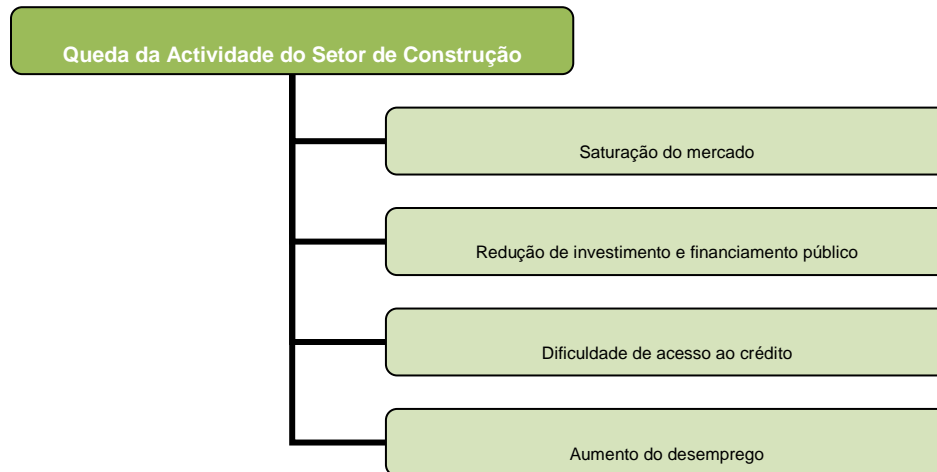 Queda da Actividade do Setor de Construção
Saturação do mercado
Redução de investimento e financiamento público
Dificuldade de acesso ao crédito
Aumento do desemprego